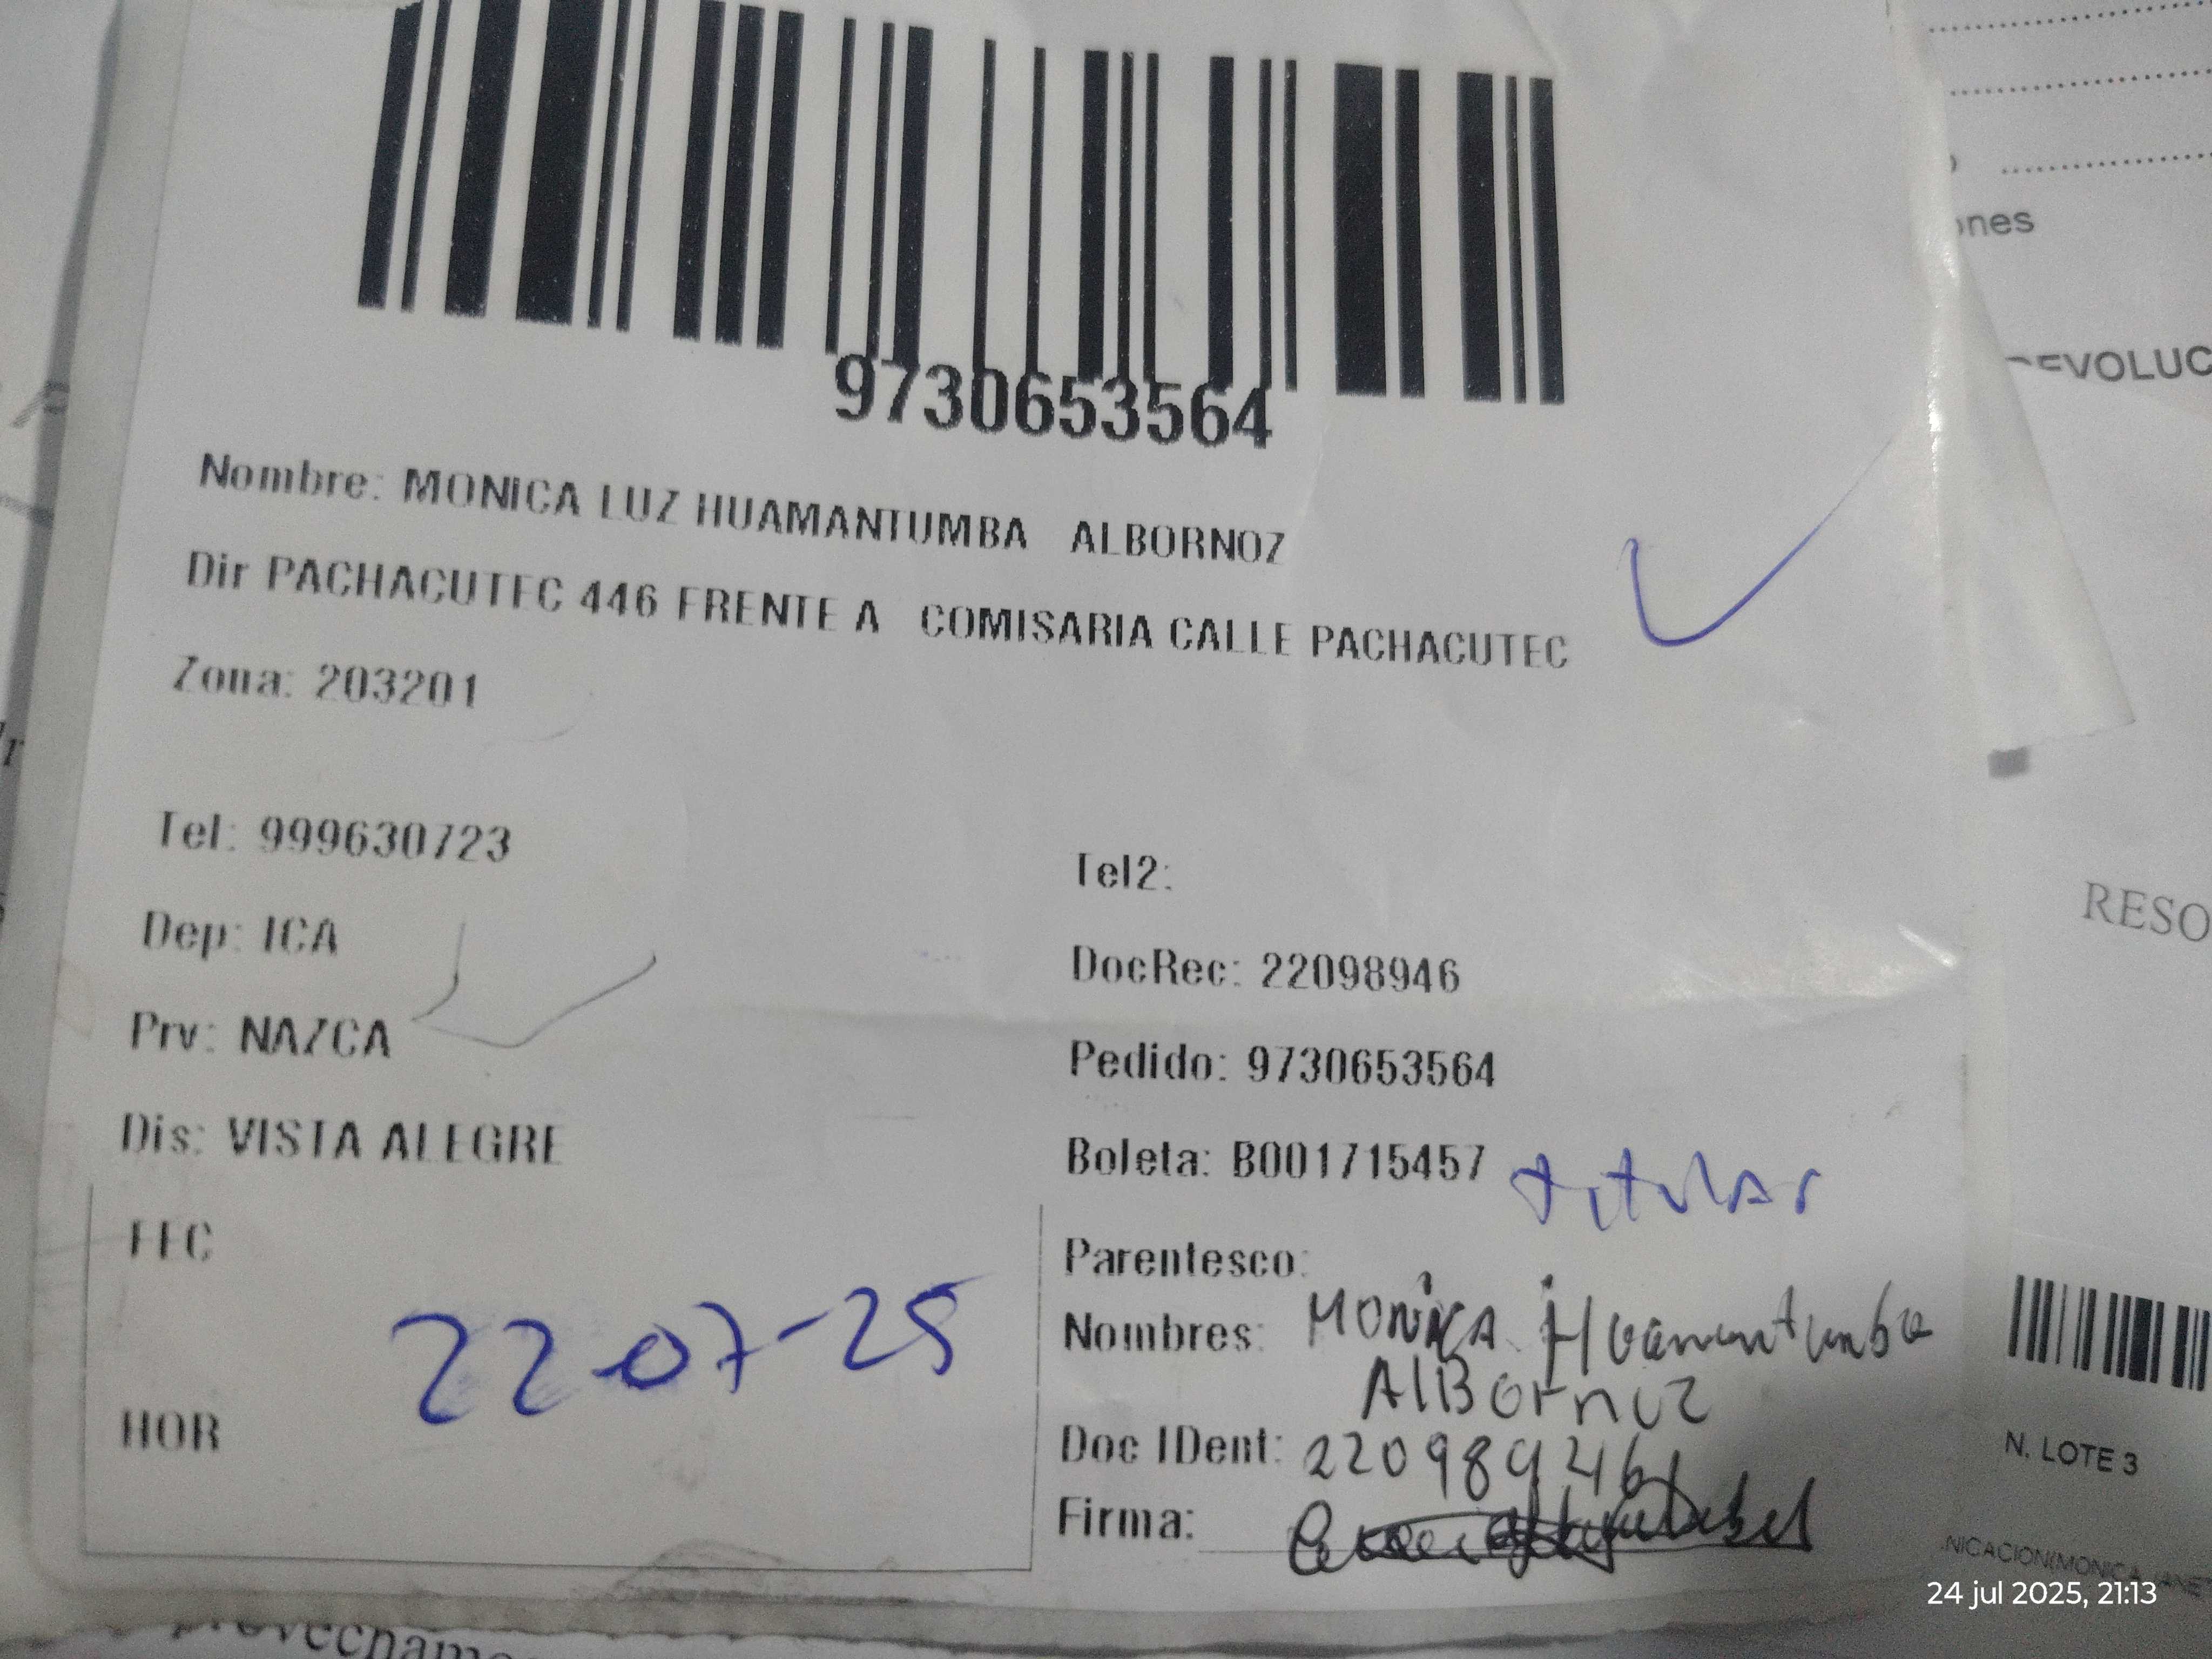 9730653564
Nombre: MONICA LUZ HUAMANTUMBA ALBORNOZ
Dir PACHACUTEC 446 FRENTE A COMISARIA CALLE PACHACUTEC
Zona: 203201
Tel: 999630723
Tel2:
Dep: ICA
DocRec: 22098946
Prv: NAZCA
Pedido: 9730653564
Dis: VISTA ALEGRE
Boleta: B001715457 titular
FEC
22-07-25
HOR
Parentesco:
Nombres: MONICA Huamantumba
AlBornoz
Doc IDent: 22098946
Firma:
ones
RESO
N. LOTE 3
24 jul 2025, 21:13